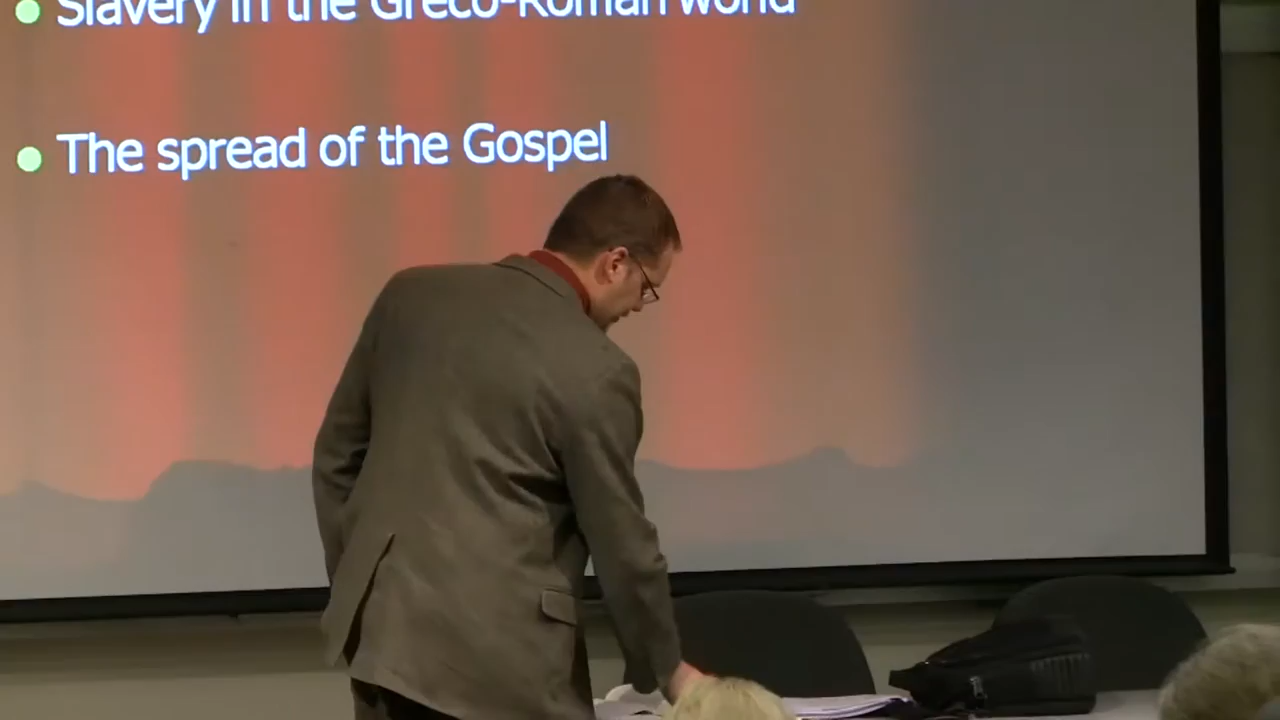 Slavery in the Greco-Roman world
The spread of the Gospel